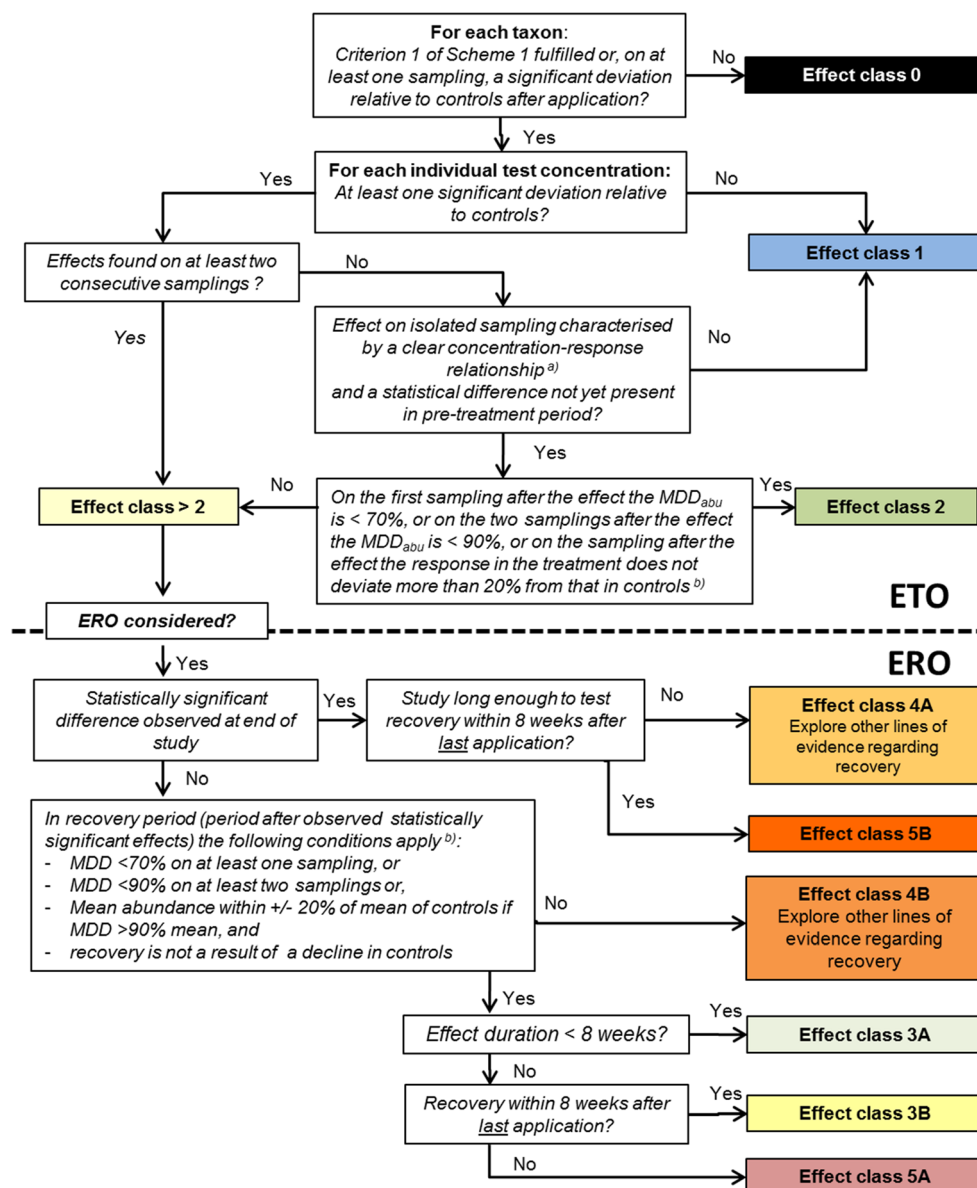 For each taxon:
Criterion 1 of Scheme 1 fulfilled or, on at
least one sampling, a significant deviation
relative to controls after application?
No
Effect class 0
Yes
For each individual test concentration:
At least one significant deviation relative
to controls?
Yes
No
Effect class 1
Effects found on at least two
consecutive samplings ?
No
Yes
Effect on isolated sampling characterised
by a clear concentration-response
relationship a)
and a statistical difference not yet present
in pre-treatment period?
No
Yes
Effect class > 2
No
On the first sampling after the effect the MDDabu
is < 70%, or on the two samplings after the effect
the MDDabu is < 90%, or on the sampling after the
effect the response in the treatment does not
deviate more than 20% from that in controls b)
Yes
Effect class 2
ETO
ERO considered?
ERO
Yes
Statistically significant
difference observed at end of
study
Yes
Study long enough to test
recovery within 8 weeks after
last application?
No
Effect class 4A
Explore other lines of
evidence regarding
recovery
Yes
Effect class 5B
No
In recovery period (period after observed statistically
significant effects) the following conditions apply b):
- MDD <70% on at least one sampling, or
- MDD <90% on at least two samplings or,
- Mean abundance within +/- 20% of mean of controls if
MDD >90% mean, and
- recovery is not a result of a decline in controls
No
Effect class 4B
Explore other lines of
evidence regarding
recovery
Yes
Effect duration < 8 weeks?
Yes
Effect class 3A
No
Recovery within 8 weeks after
last application?
Yes
Effect class 3B
No
Effect class 5A